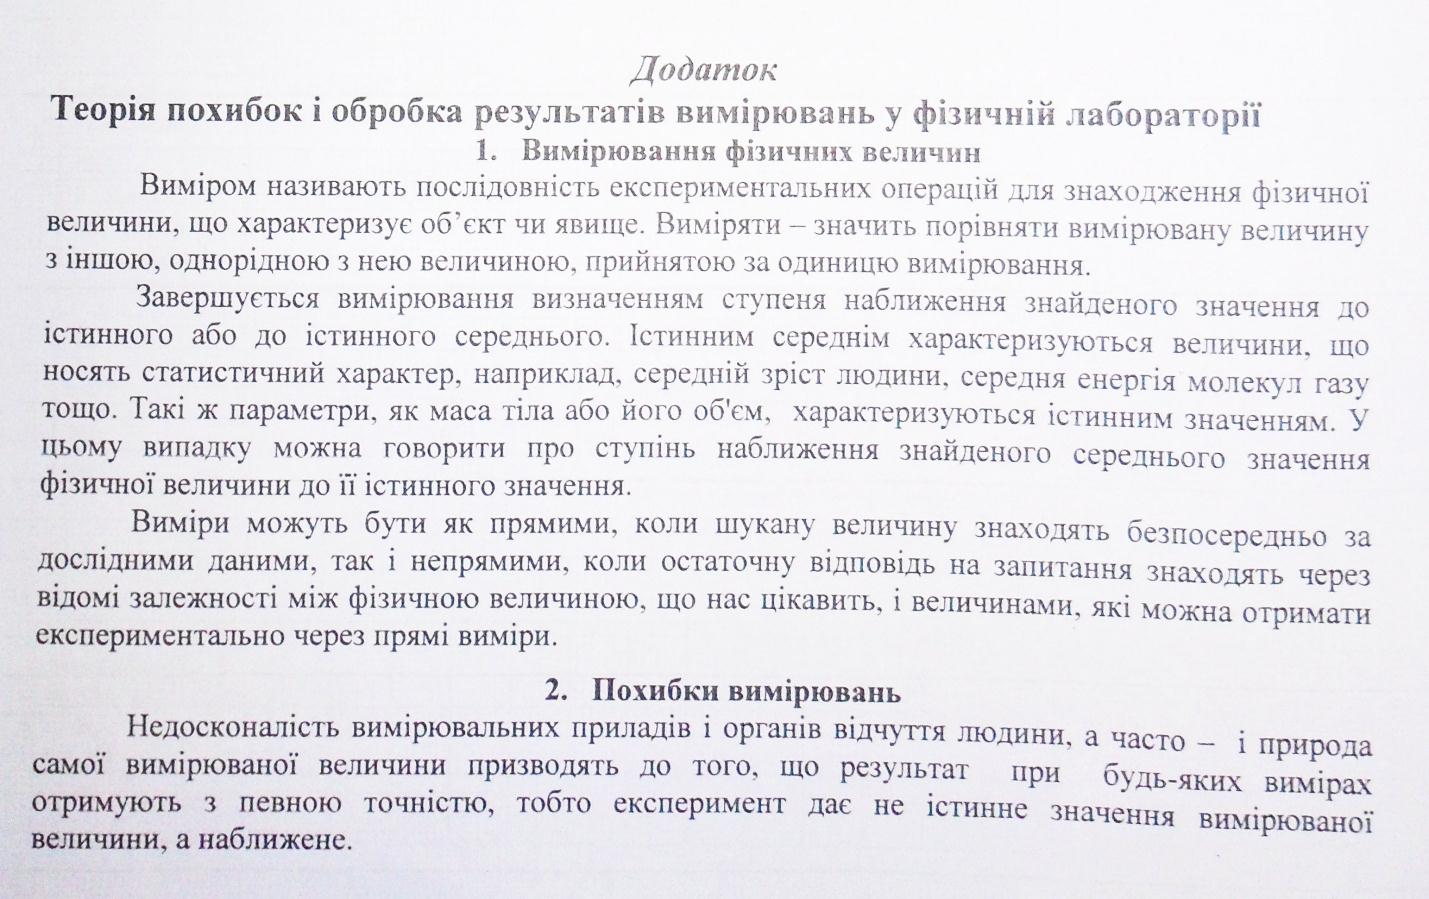 Додаток
Теорія похибок і обробка результатів вимірювань у фізичній лабораторії
1. Вимірювання фізичних величин
Виміром називають послідовність експериментальних операцій для знаходження фізичної
величини, що характеризує об’єкт чи явище. Виміряти – значить порівняти вимірювану величину
з іншою, однорідною з нею величиною, прийнятою за одиницю вимірювання.
Завершується вимірювання визначенням ступеня наближення знайденого значення до
істинного або до істинного середнього. Істинним середнім характеризуються величини, що
носять статистичний характер, наприклад, середній зріст людини, середня енергія молекул газу
тощо. Такі ж параметри, як маса тіла або його об'єм, характеризуються істинним значенням. У
цьому випадку можна говорити про ступінь наближення знайденого середнього значення
фізичної величини до її істинного значення.
Виміри можуть бути як прямими, коли шукану величину знаходять безпосередньо за
дослідними даними, так і непрямими, коли остаточну відповідь на запитання знаходять через
відомі залежності між фізичною величиною, що нас цікавить, і величинами, які можна отримати
експериментально через прямі виміри.
2. Похибки вимірювань
Недосконалість вимірювальних приладів і органів відчуття людини, а часто – і природа
самої вимірюваної величини призводять до того, що результат при будь-яких вимірах
отримують з певною точністю, тобто експеримент дає не істинне значення вимірюваної
величини, а наближене.